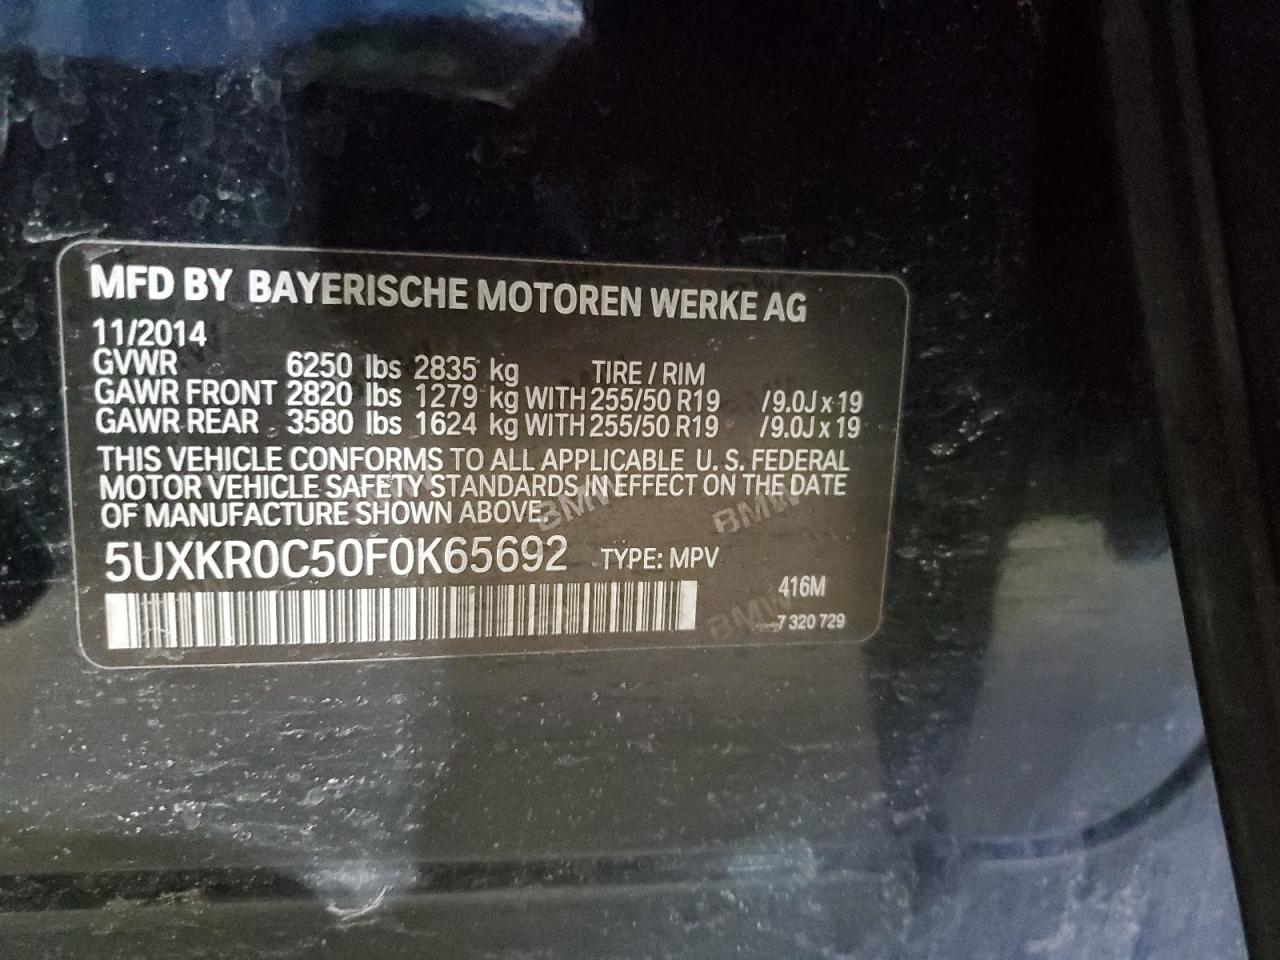 MFD BY BAYERISCHE MOTOREN WERKE AG
11/2014
GVWR 6250 lbs 2835 kg TIRE / RIM
GAWR FRONT 2820 lbs 1279 kg WITH 255/50 R19 /9.0J x 19
GAWR REAR 3580 lbs 1624 kg WITH 255/50 R19 /9.0J x 19
THIS VEHICLE CONFORMS TO ALL APPLICABLE U. S. FEDERAL
MOTOR VEHICLE SAFETY STANDARDS IN EFFECT ON THE DATE
OF MANUFACTURE SHOWN ABOVE.
BMW BMW
5UXKR0C50F0K65692 TYPE: MPV
416M
BMW
7 320 729